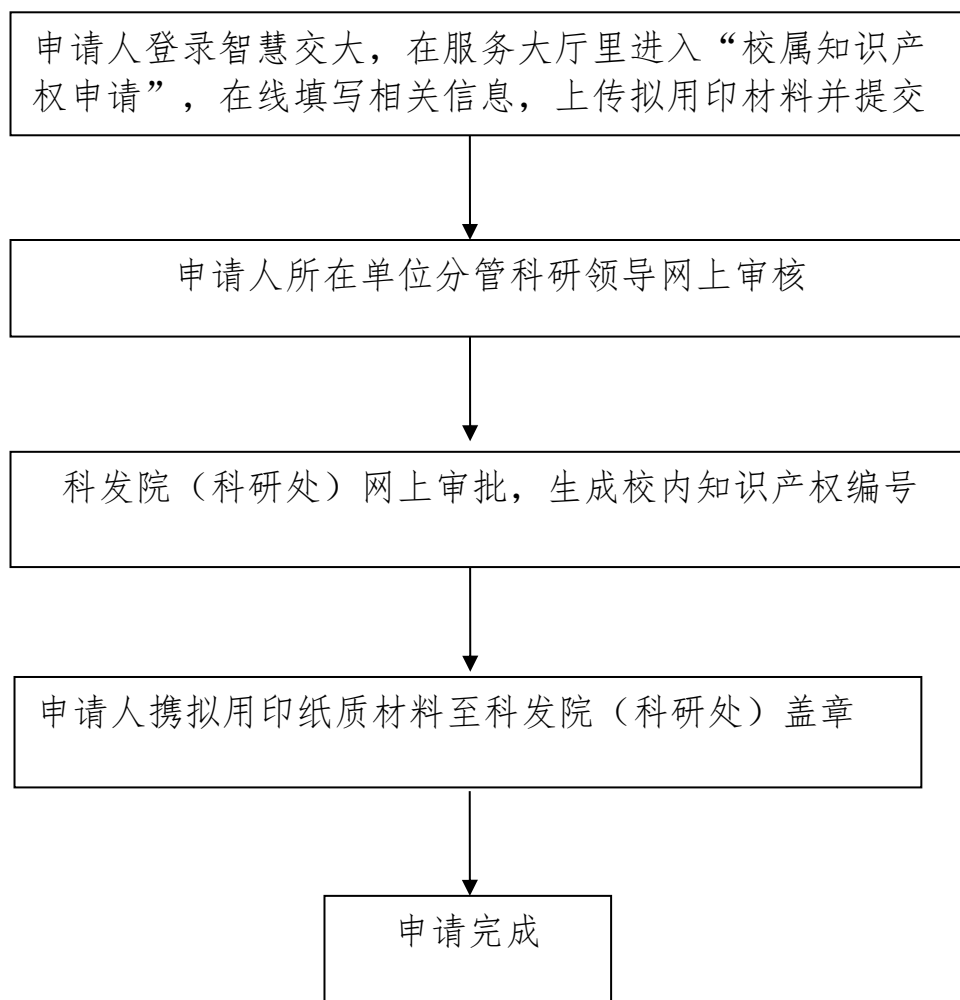 申请人登录智慧交大，在服务大厅里进入“校属知识产
权申请”，在线填写相关信息，上传拟用印材料并提交
申请人所在单位分管科研领导网上审核
科发院（科研处）网上审批，生成校内知识产权编号
申请人携拟用印纸质材料至科发院（科研处）盖章
申请完成